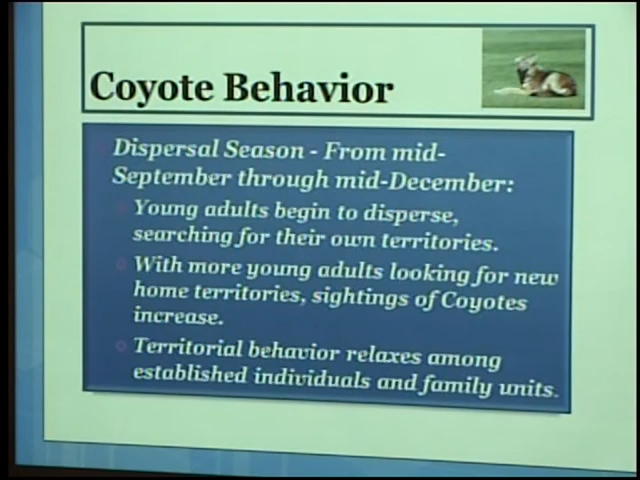 Coyote Behavior
Dispersal Season - From mid-
September through mid-December:
Young adults begin to disperse,
searching for their own territories.
With more young adults looking for new
home territories, sightings of Coyotes
increase.
Territorial behavior relaxes among
established individuals and family units.